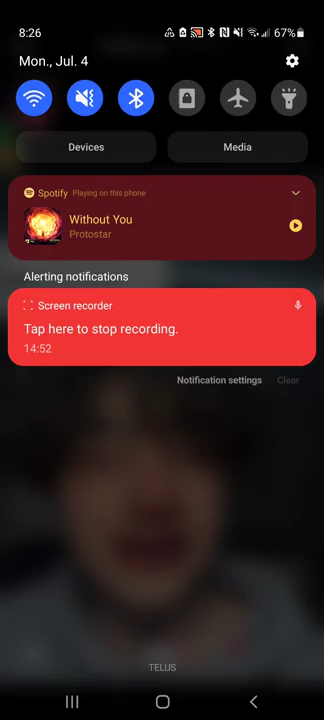 8:26
67%
Mon, Jul. 4
Devices
Media
Spotify Playing on this phone
Without You
Protostar
Alerting notifications
Screen recorder
Tap here to stop recording.
14:52
Notification settings Clear
TELUS